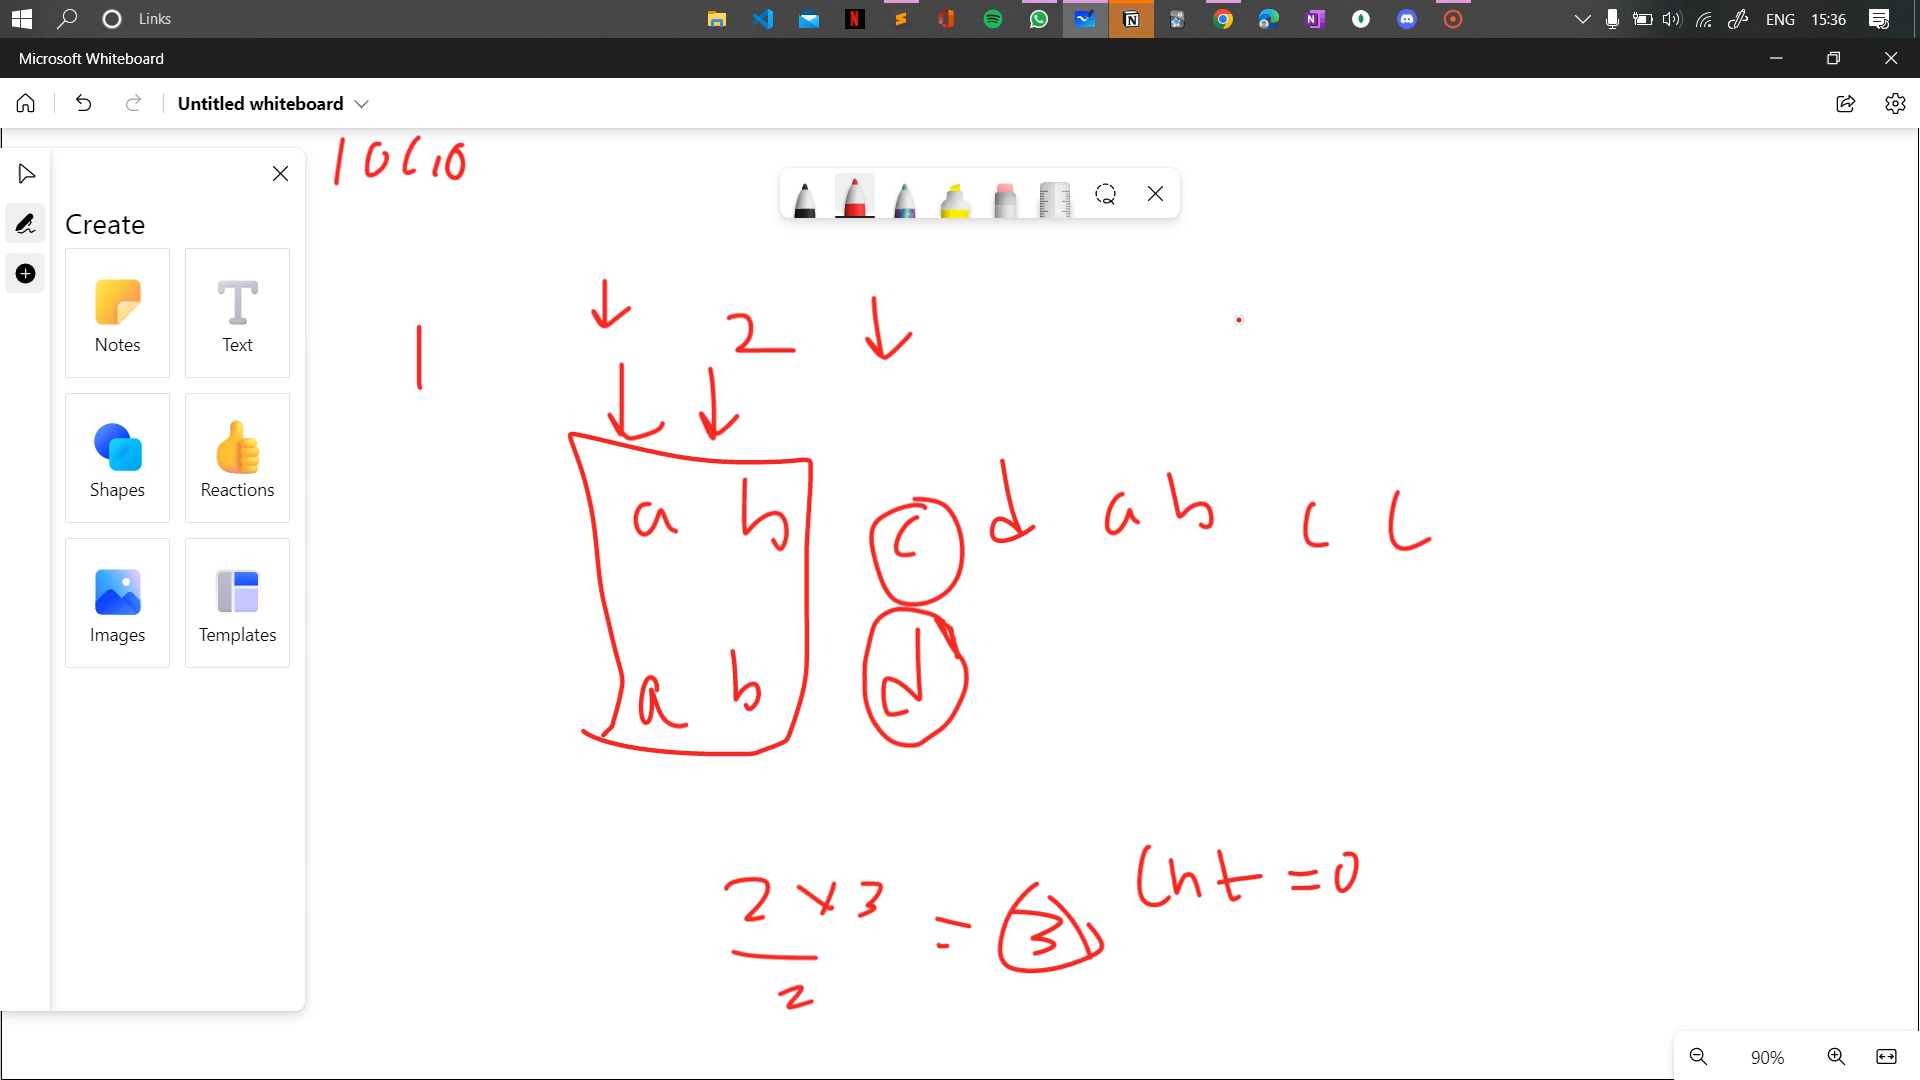 Links
ENG 15:36
Microsoft Whiteboard
Untitled whiteboard
Create
Notes
Text
Shapes
Reactions
Images
Templates
1
2
a b c d a b c c
a b d
2 x 3 = 3
2
Cnt = 0
90%